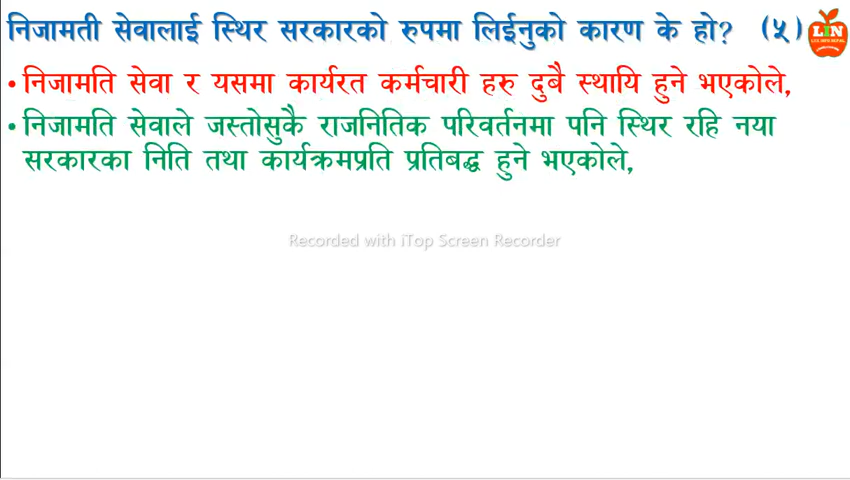 निजामती सेवालाई स्थिर सरकारको रुपमा लिईनुको कारण के हो? (५)
LIN
• निजामति सेवा र यसमा कार्यरत कर्मचारी हरु दुबै स्थायि हुने भएकोले,
• निजामति सेवाले जस्तोसुकै राजनितिक परिवर्तनमा पनि स्थिर रहि नया
सरकारका निति तथा कार्यक्रमप्रति प्रतिबद्ध हुने भएकोले,
Recorded with iTop Screen Recorder